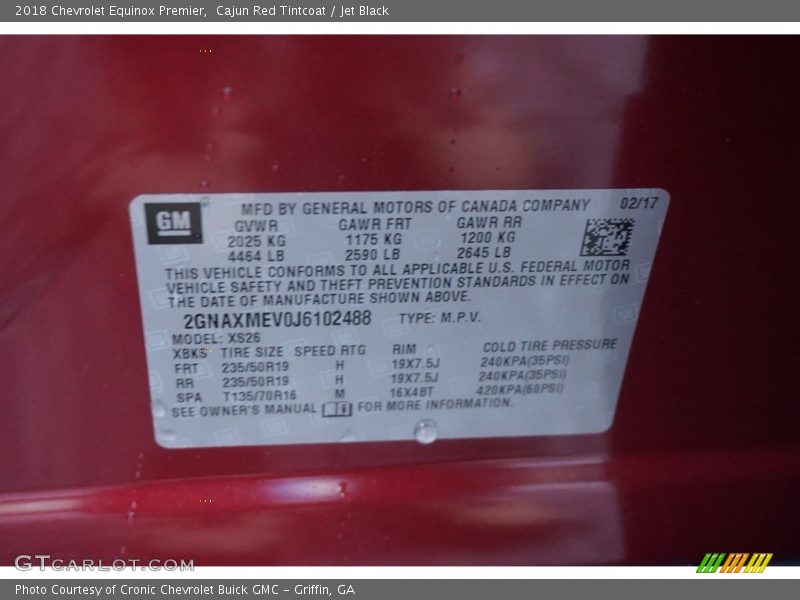 2018 Chevrolet Equinox Premier,  Cajun Red Tintcoat / Jet Black
GM
MFD BY GENERAL MOTORS OF CANADA COMPANY 02/17
GVWR GAWR FRT GAWR RR
2025 KG 1175 KG 1200 KG
4464 LB 2590 LB 2645 LB
THIS VEHICLE CONFORMS TO ALL APPLICABLE U.S. FEDERAL MOTOR
VEHICLE SAFETY AND THEFT PREVENTION STANDARDS IN EFFECT ON
THE DATE OF MANUFACTURE SHOWN ABOVE.
2GNAXMEV0J6102488 TYPE: M.P.V.
MODEL: XS26
XBKS TIRE SIZE SPEED RTG RIM COLD TIRE PRESSURE
FRT 235/50R19 H 19X7.5J 240KPA(35PSI)
RR 235/50R19 H 19X7.5J 240KPA(35PSI)
SPA T135/70R16 M 16X4BT 420KPA(60PSI)
SEE OWNER'S MANUAL FOR MORE INFORMATION.
GTCARLOT.COM
Photo Courtesy of Cronic Chevrolet Buick GMC – Griffin, GA